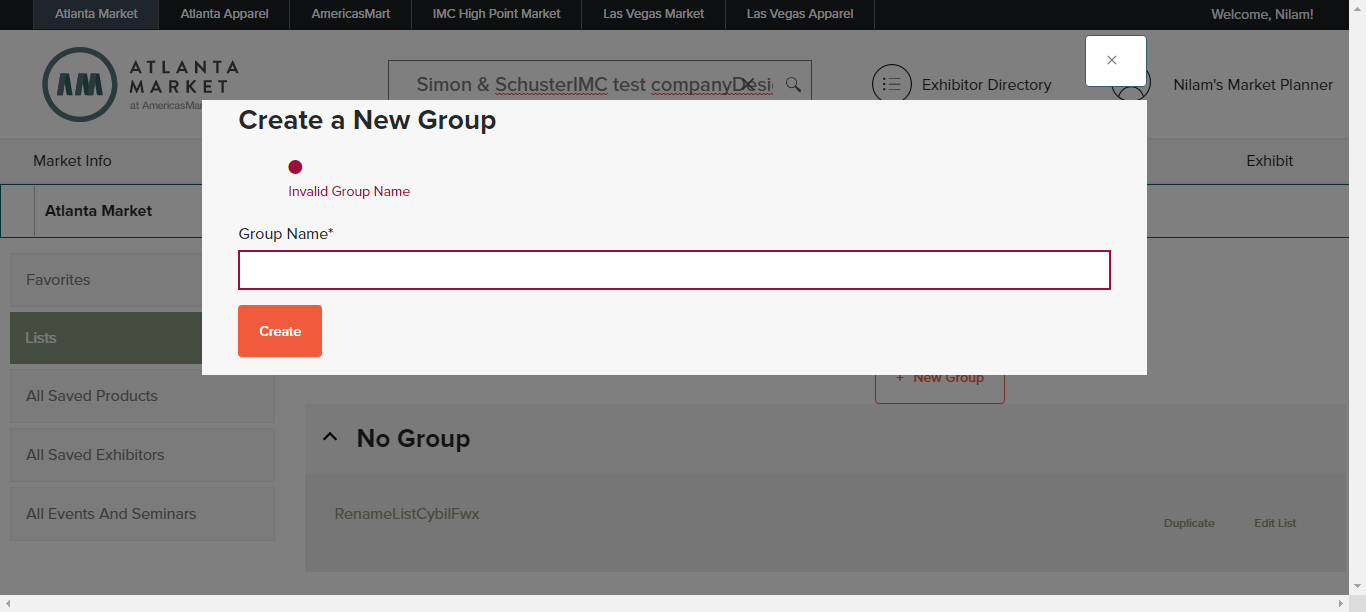 Atlanta Market Atlanta Apparel AmericasMart IMC High Point Market Las Vegas Market Las Vegas Apparel Welcome, Nilam!
AM ATLANTA
MARKET
at AmericasMa
Simon & SchusterIMC test companyDesi
Exhibitor Directory
Nilam's Market Planner
Create a New Group
Market Info
Exhibit
Invalid Group Name
Atlanta Market
Group Name*
Favorites
Create
Lists
+ New Group
All Saved Products
No Group
All Saved Exhibitors
RenameListCybilFwx
Duplicate Edit List
All Events And Seminars